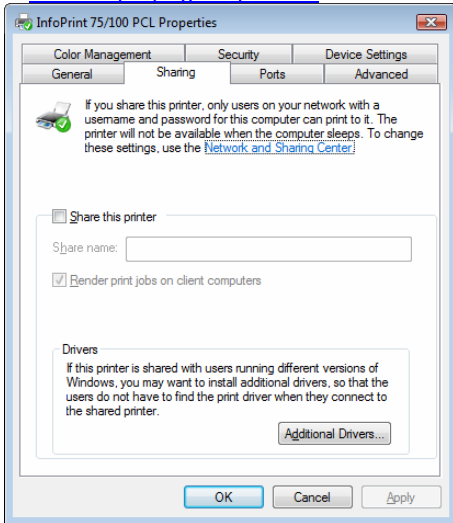 InfoPrint 75/100 PCL Properties
Color Management Security Device Settings
General Sharing Ports Advanced
If you share this printer, only users on your network with a
username and password for this computer can print to it. The
printer will not be available when the computer sleeps. To change
these settings, use the Network and Sharing Center.
Share this printer
Share name:
Render print jobs on client computers
Drivers
If this printer is shared with users running different versions of
Windows, you may want to install additional drivers, so that the
users do not have to find the print driver when they connect to
the shared printer.
Additional Drivers...
OK Cancel Apply